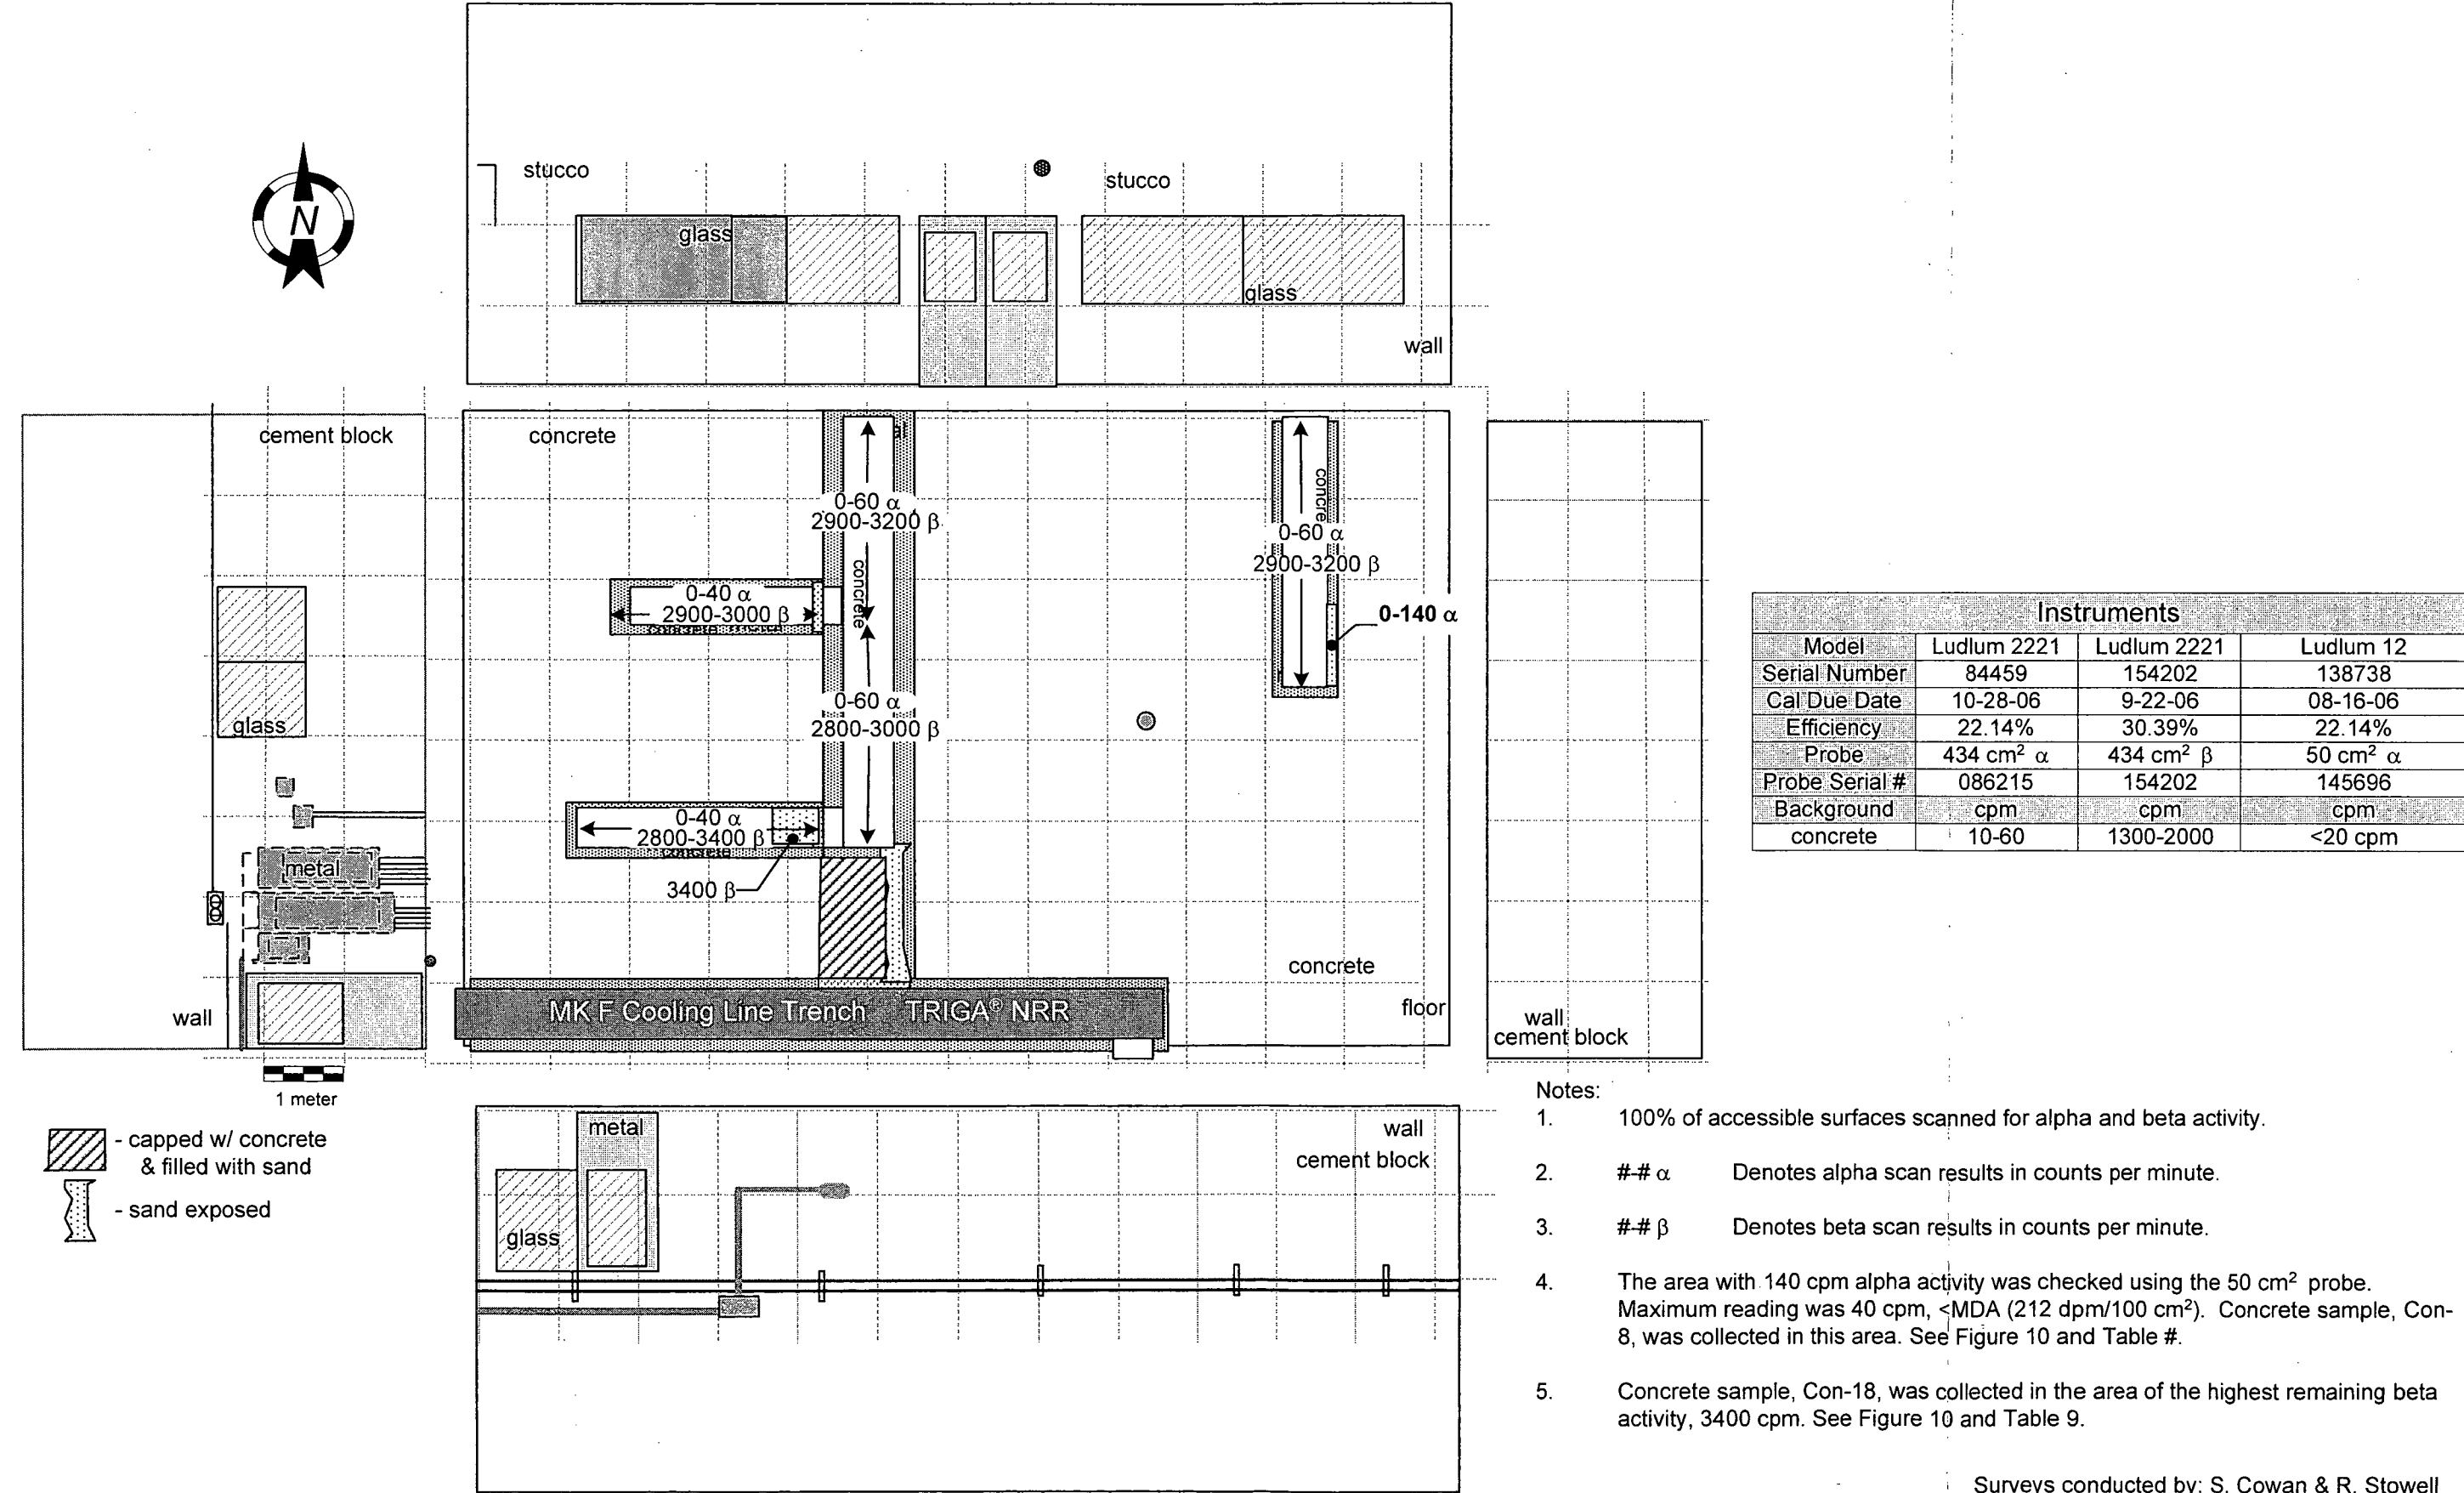 stucco
stucco
N
glass
glass
wall
cement block
concrete
0-60 α
2900-3200 β
concrete
0-60 α
2900-3200 β
concrete
0-40 α
2900-3000 β
0-140 α
0-60 α
2800-3000 β
glass
0-40 α
2800-3400 β
concrete
3400 β
metal
concrete
MK F Cooling Line Trench TRIGA® NRR
floor
wall
wall
cement block
1 meter
- capped w/ concrete
& filled with sand
- sand exposed
metal
wall
cement block
glass
Instruments
Model Ludlum 2221 Ludlum 2221 Ludlum 12
Serial Number 84459 154202 138738
Cal Due Date 10-28-06 9-22-06 08-16-06
Efficiency 22.14% 30.39% 22.14%
Probe 434 cm² α 434 cm² β 50 cm² α
Probe Serial # 086215 154202 145696
Background cpm cpm cpm
concrete 10-60 1300-2000 <20 cpm
Notes:
1. 100% of accessible surfaces scanned for alpha and beta activity.
2. #-# α Denotes alpha scan results in counts per minute.
3. #-# β Denotes beta scan results in counts per minute.
4. The area with 140 cpm alpha activity was checked using the 50 cm² probe.
Maximum reading was 40 cpm, <MDA (212 dpm/100 cm²). Concrete sample, Con-
8, was collected in this area. See Figure 10 and Table #.
5. Concrete sample, Con-18, was collected in the area of the highest remaining beta
activity, 3400 cpm. See Figure 10 and Table 9.
Surveys conducted by: S. Cowan & R. Stowell